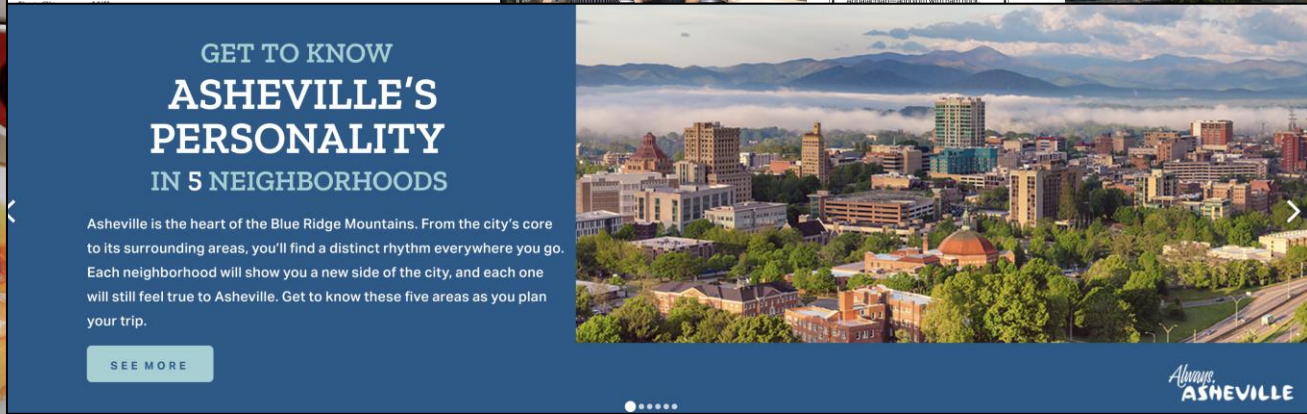 GET TO KNOW
ASHEVILLE'S
PERSONALITY
IN 5 NEIGHBORHOODS
Asheville is the heart of the Blue Ridge Mountains. From the city's core
to its surrounding areas, you'll find a distinct rhythm everywhere you go.
Each neighborhood will show you a new side of the city, and each one
will still feel true to Asheville. Get to know these five areas as you plan
your trip.
SEE MORE
Always,
ASHEVILLE